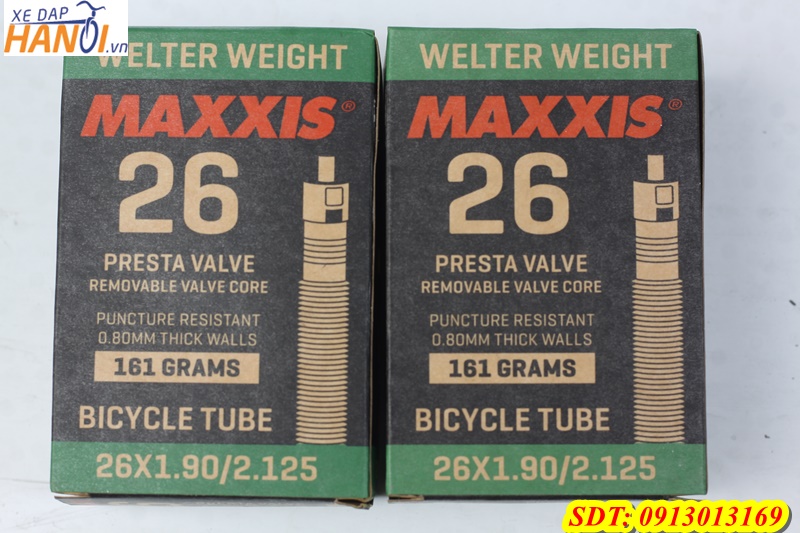 XE DAP
HANOI.vn
WELTER WEIGHT
MAXXIS®
26
PRESTA VALVE
REMOVABLE VALVE CORE
PUNCTURE RESISTANT
0.80MM THICK WALLS
161 GRAMS
BICYCLE TUBE
26X1.90/2.125
WELTER WEIGHT
MAXXIS®
26
PRESTA VALVE
REMOVABLE VALVE CORE
PUNCTURE RESISTANT
0.80MM THICK WALLS
161 GRAMS
BICYCLE TUBE
26X1.90/2.125
SDT: 0913013169